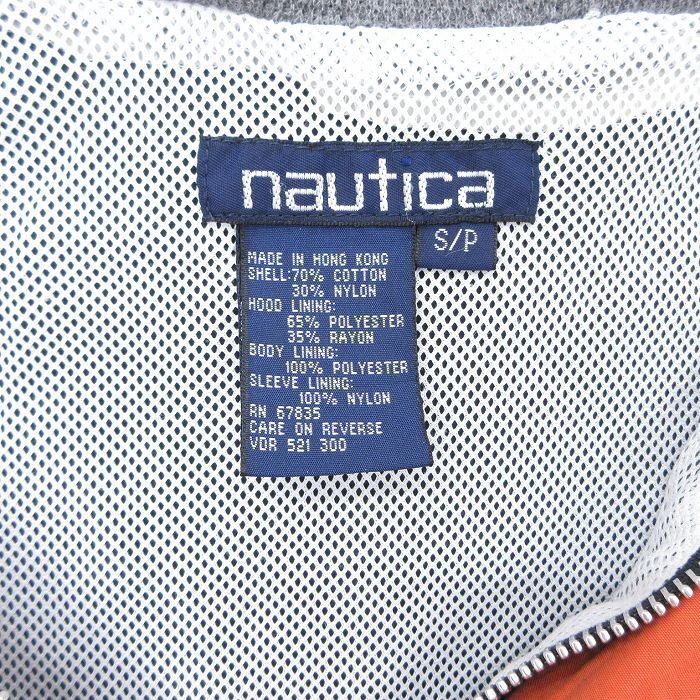 nautica
S/P
MADE IN HONG KONG
SHELL:70% COTTON
30% NYLON
HOOD LINING:
65% POLYESTER
35% RAYON
BODY LINING:
100% POLYESTER
SLEEVE LINING:
100% NYLON
RN 67835
CARE ON REVERSE
VDR 521 300